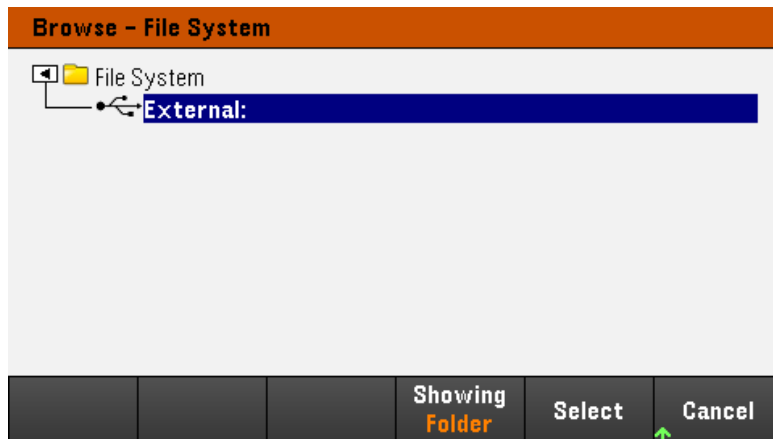 Browse - File System
File System
External:
Showing
Folder
Select
Cancel